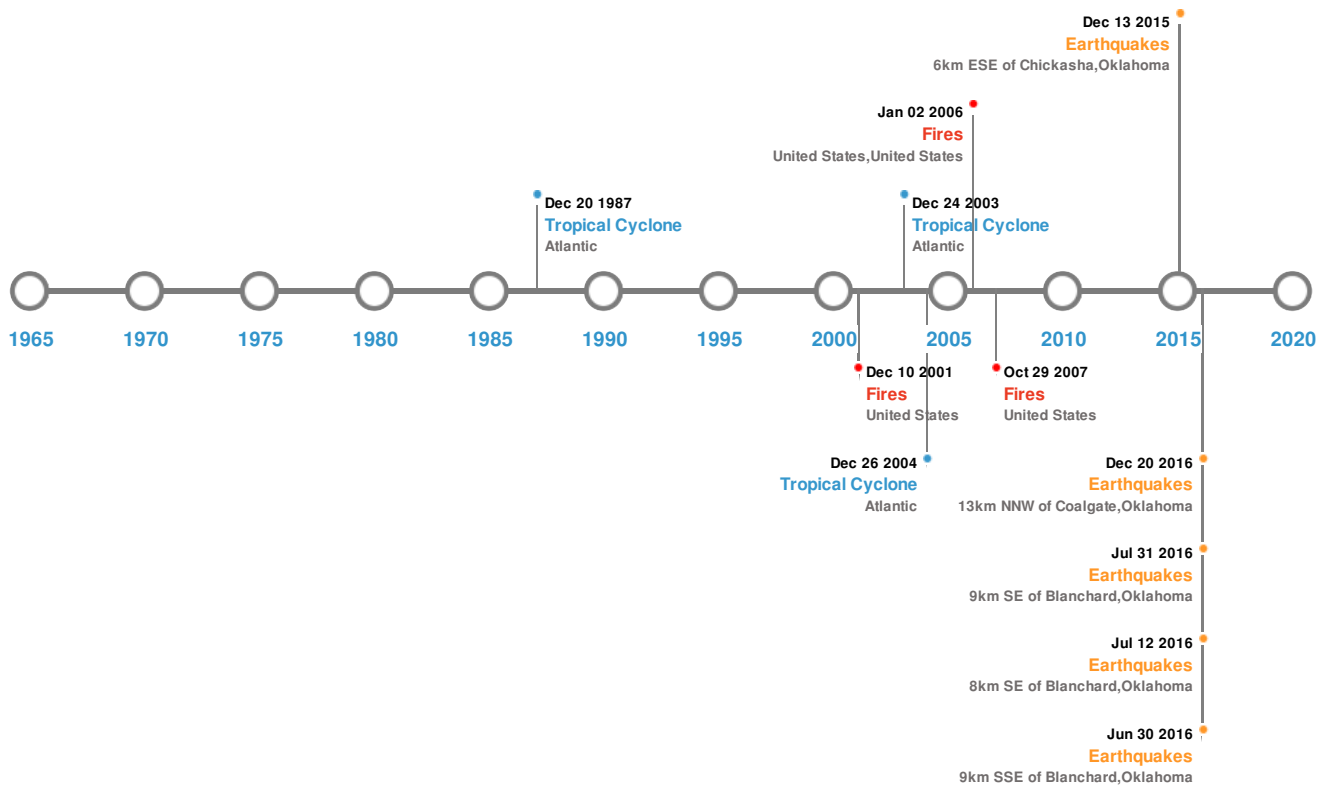 Dec 13 2015
Earthquakes
6km ESE of Chickasha,Oklahoma
Jan 02 2006
Fires
United States,United States
Dec 20 1987
Tropical Cyclone
Atlantic
Dec 24 2003
Tropical Cyclone
Atlantic
1965 1970 1975 1980 1985 1990 1995 2000 2005 2010 2015 2020
Dec 10 2001
Fires
United States
Oct 29 2007
Fires
United States
Dec 26 2004
Tropical Cyclone
Atlantic
Dec 20 2016
Earthquakes
13km NNW of Coalgate,Oklahoma
Jul 31 2016
Earthquakes
9km SE of Blanchard,Oklahoma
Jul 12 2016
Earthquakes
8km SE of Blanchard,Oklahoma
Jun 30 2016
Earthquakes
9km SSE of Blanchard,Oklahoma